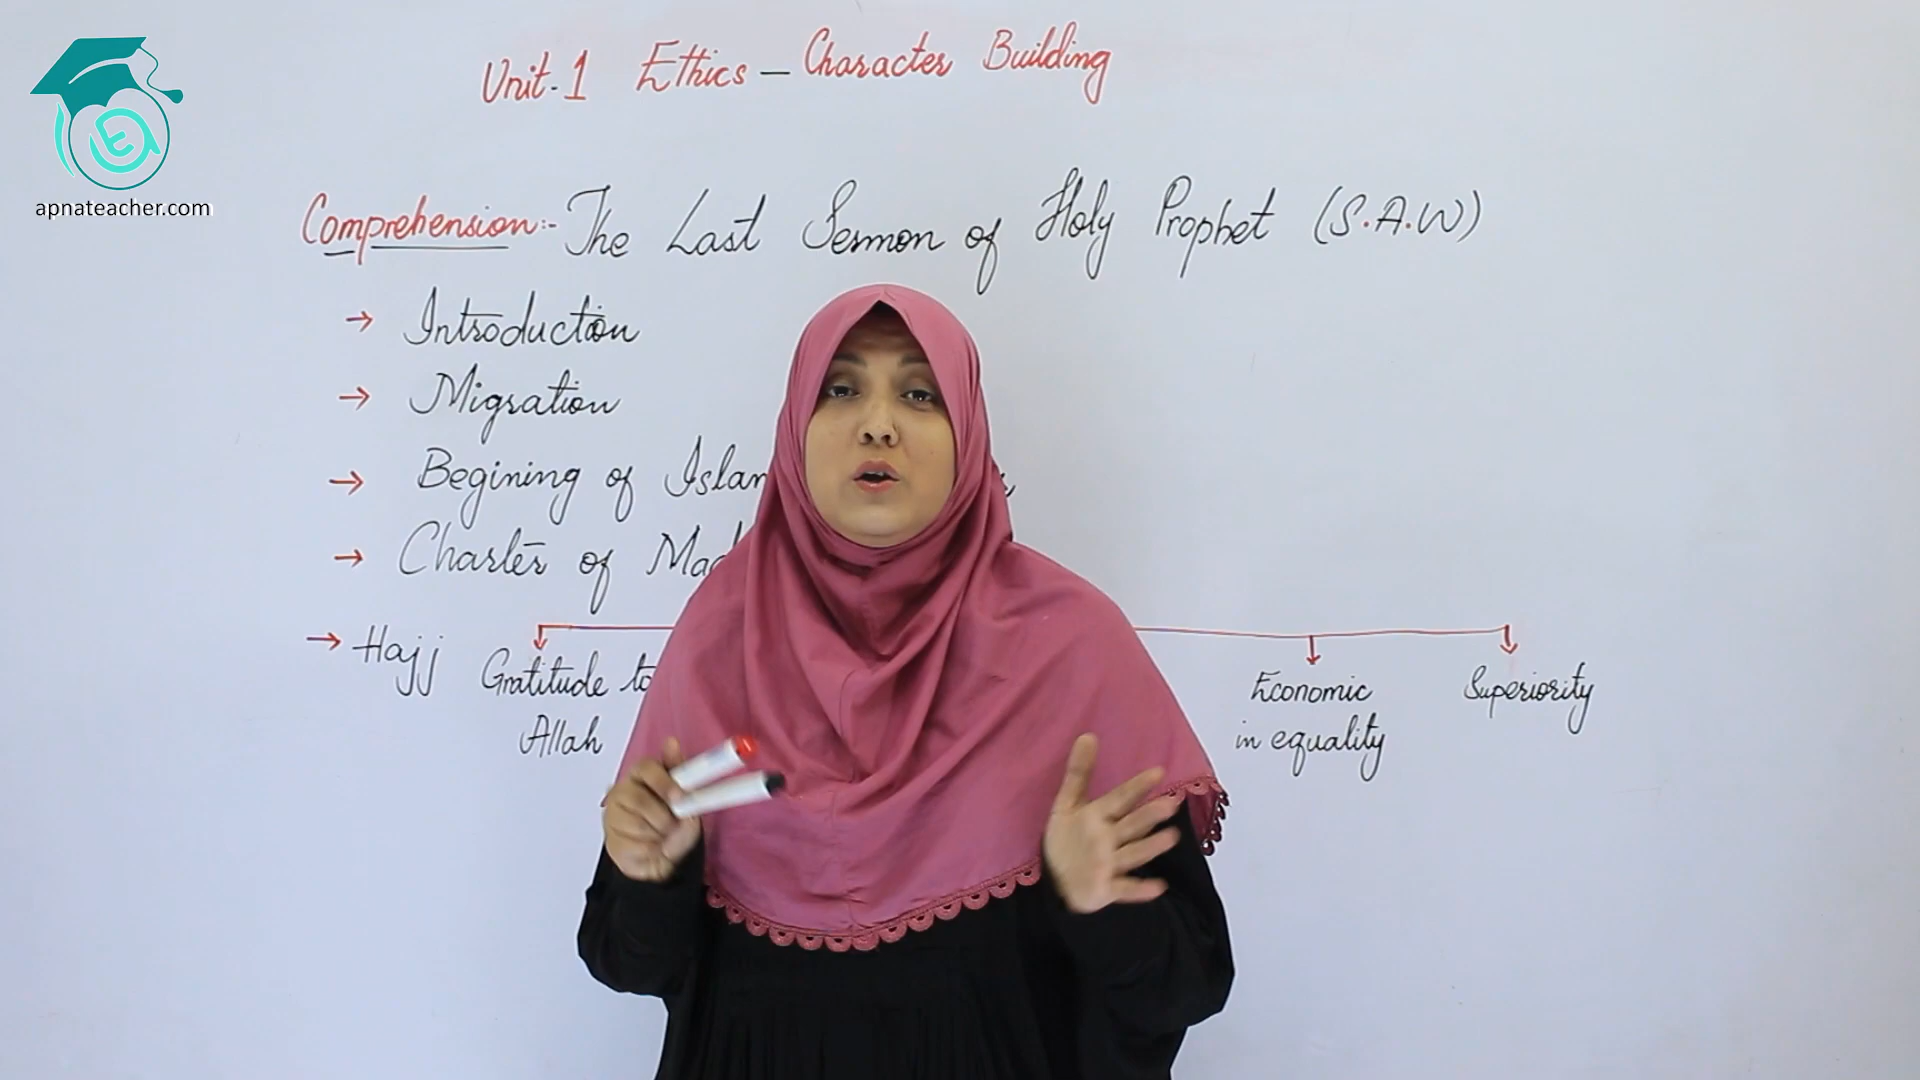 Unit-1 Ethics – Character Building
apnateacher.com
Comprehension:- The Last Sermon of Holy Prophet (S.A.W)
→ Introduction
→ Migration
→ Begining of
→ Charter of
→ Hajj
Gratitude to
Allah
Economic
in equality
Superiority